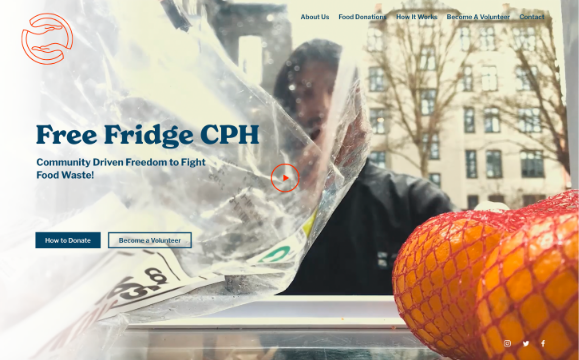 About Us Food Donations How It Works Become A Volunteer Contact
Free Fridge CPH
Community Driven Freedom to Fight
Food Waste!
How to Donate Become a Volunteer